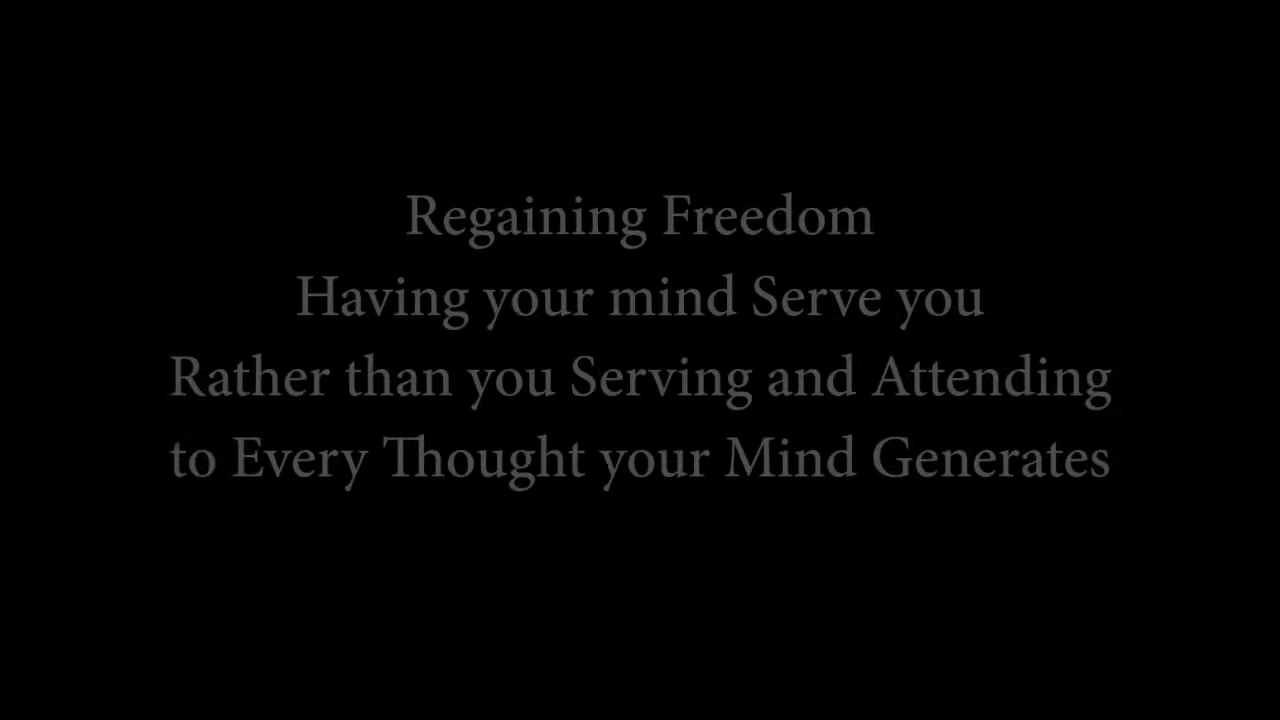 Regaining Freedom
Having your mind Serve you
Rather than you Serving and Attending
to Every Thought your Mind Generates